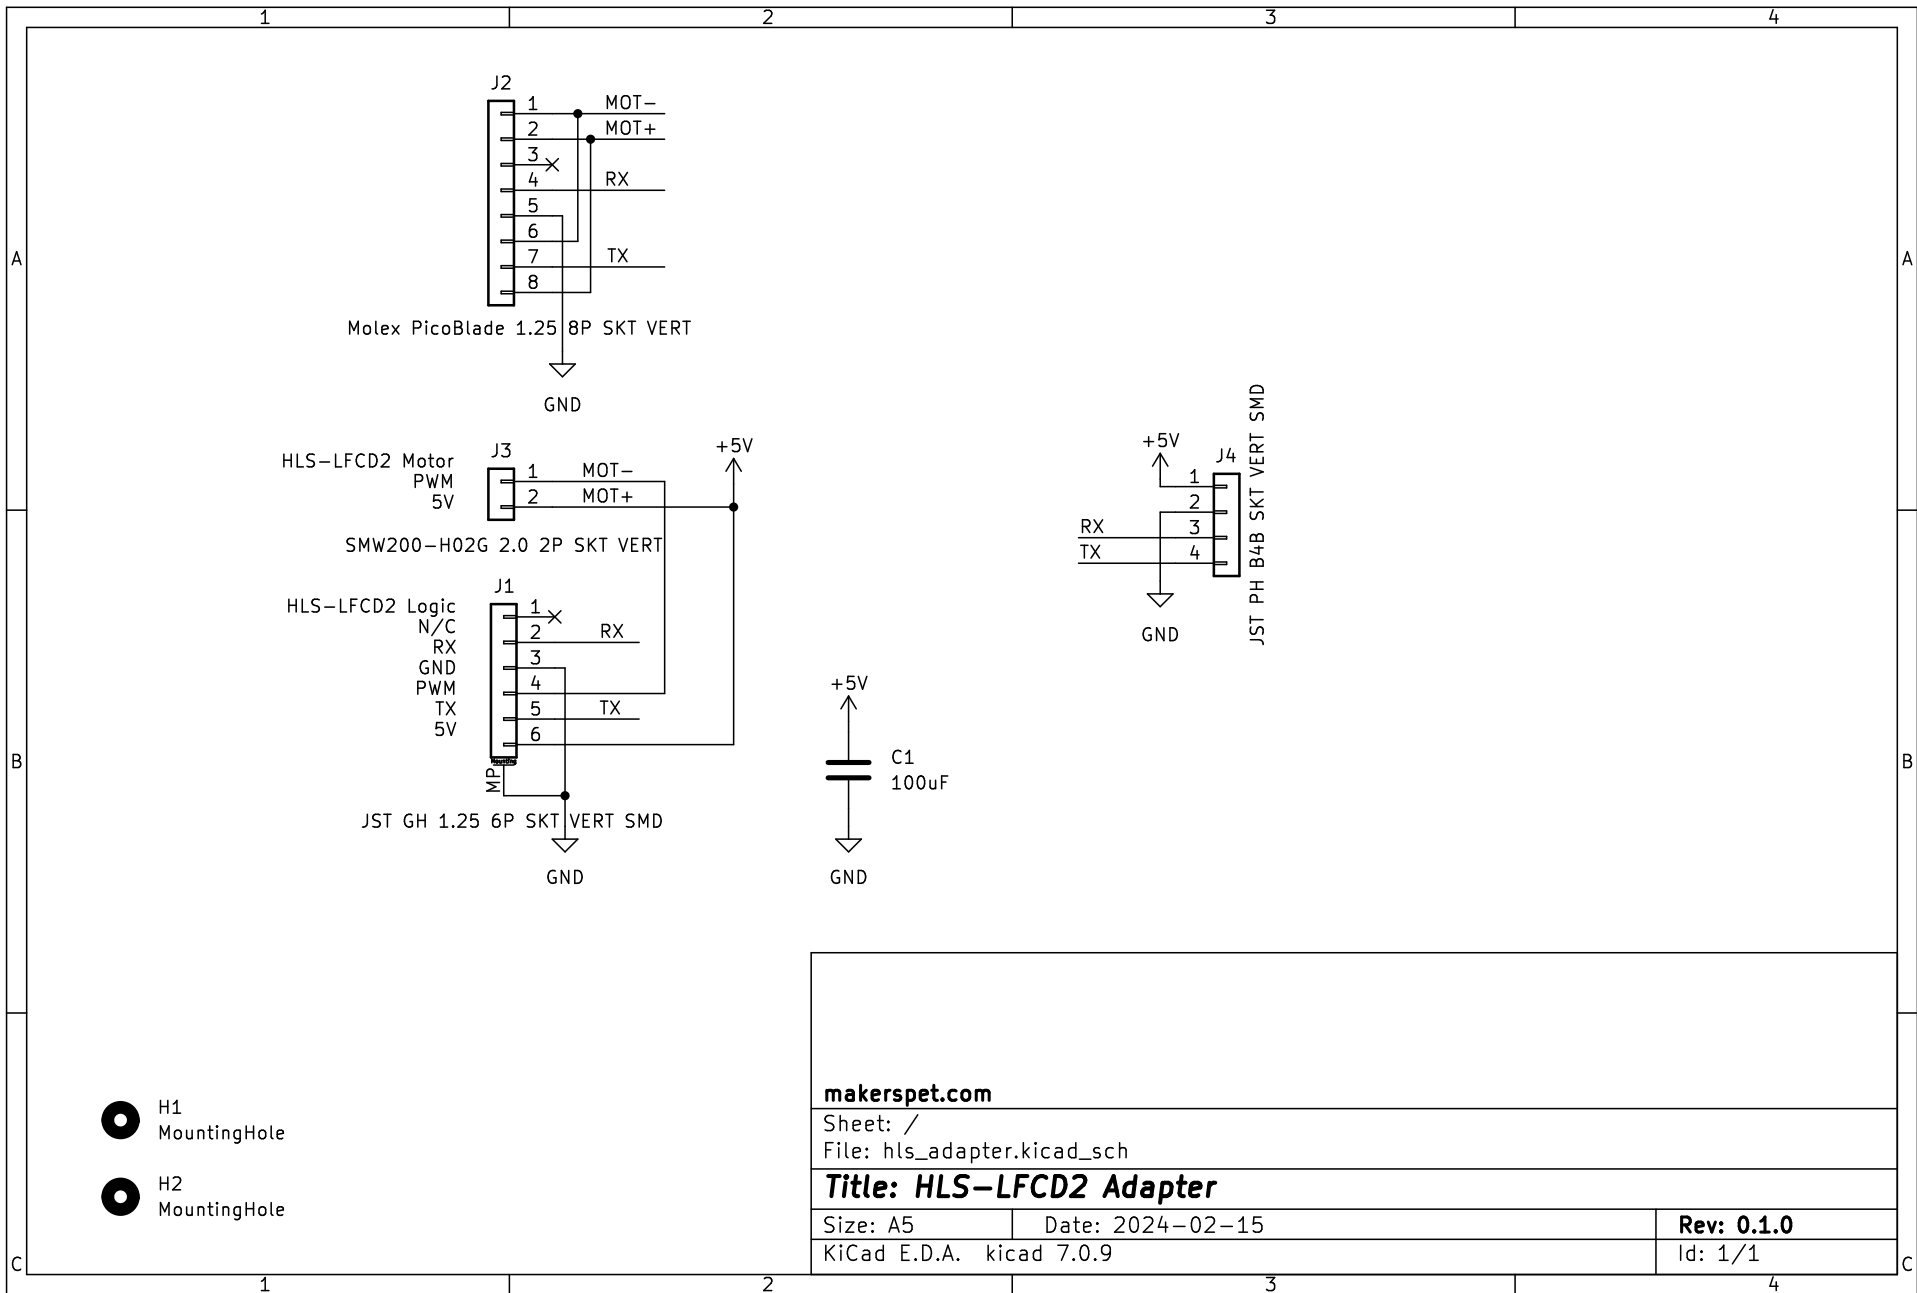 1 2 3 4
A A
B B
C C
1 2 3 4
J2
1 MOT-
2 MOT+
3
4 RX
5
6
7 TX
8
Molex PicoBlade 1.25 8P SKT VERT
GND
J3
HLS-LFCD2 Motor
PWM
5V
1 MOT-
2 MOT+
+5V
SMW200-H02G 2.0 2P SKT VERT
J1
HLS-LFCD2 Logic
N/C
RX
GND
PWM
TX
5V
1
2 RX
3
4
5 TX
6
MP
JST GH 1.25 6P SKT VERT SMD
GND
+5V
C1
100uF
GND
+5V
J4
1
2
RX 3
TX 4
GND
JST PH B4B SKT VERT SMD
H1
MountingHole
H2
MountingHole
makerspet.com
Sheet: /
File: hls_adapter.kicad_sch
Title: HLS-LFCD2 Adapter
Size: A5 Date: 2024-02-15 Rev: 0.1.0
KiCad E.D.A. kicad 7.0.9 Id: 1/1